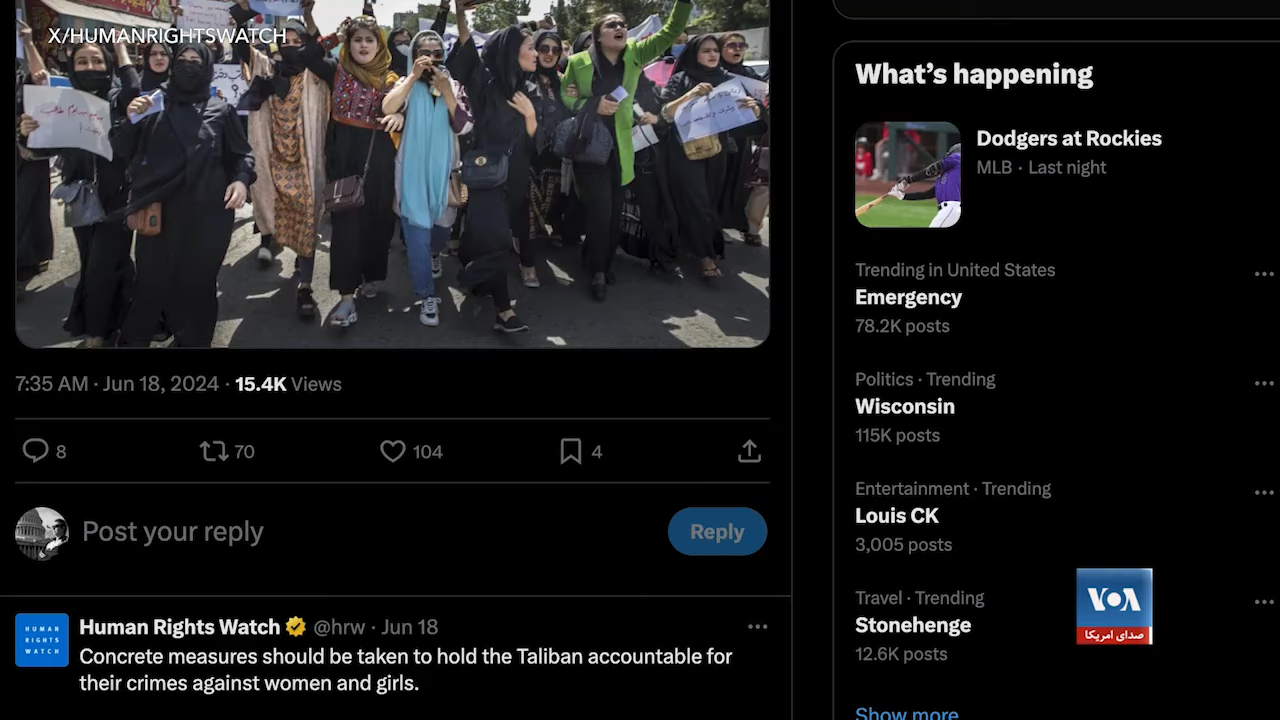 X/HUMANRIGHTSWATCH
7:35 AM · Jun 18, 2024 · 15.4K Views
8
70
104
4
Post your reply
Reply
HUMAN
RIGHTS
WATCH
Human Rights Watch @hrw · Jun 18
Concrete measures should be taken to hold the Taliban accountable for
their crimes against women and girls.
What's happening
Dodgers at Rockies
MLB · Last night
Trending in United States
Emergency
78.2K posts
Politics · Trending
Wisconsin
115K posts
Entertainment · Trending
Louis CK
3,005 posts
Travel · Trending
Stonehenge
12.6K posts
Show more
VOA
صدای امریکا